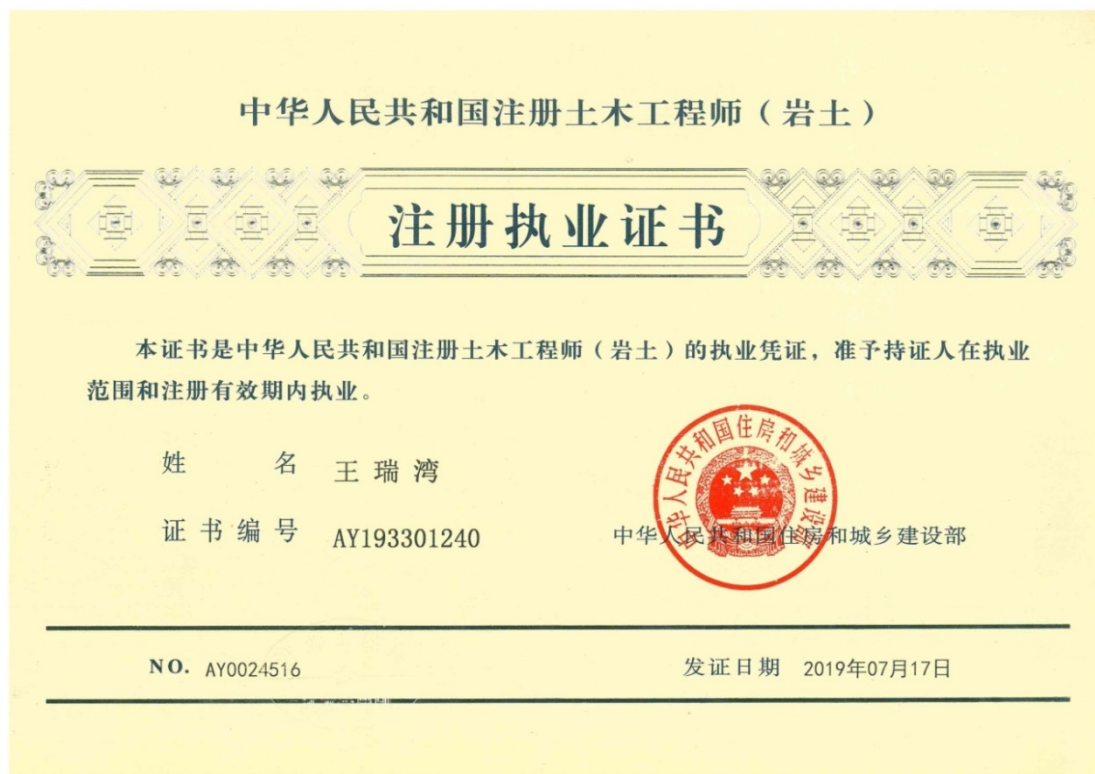 中华人民共和国注册土木工程师（岩土）
注册执业证书
本证书是中华人民共和国注册土木工程师（岩土）的执业凭证，准予持证人在执业
范围和注册有效期内执业。
姓 名 王瑞湾
证书编号 AY193301240
中华人民共和国住房和城乡建设部
中华人民共和国住房和城乡建设部
NO. AY0024516
发证日期 2019年07月17日